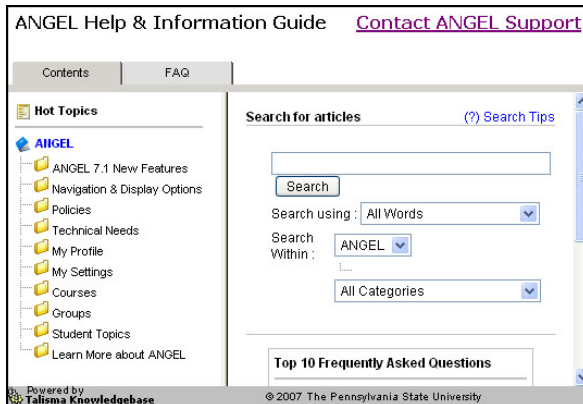 ANGEL Help & Information Guide Contact ANGEL Support
Contents FAQ
Hot Topics
ANGEL
ANGEL 7.1 New Features
Navigation & Display Options
Policies
Technical Needs
My Profile
My Settings
Courses
Groups
Student Topics
Learn More about ANGEL
Search for articles (?) Search Tips
Search
Search using : All Words
Search
Within : ANGEL
All Categories
Top 10 Frequently Asked Questions
Powered by
Talisma Knowledgebase
© 2007 The Pennsylvania State University